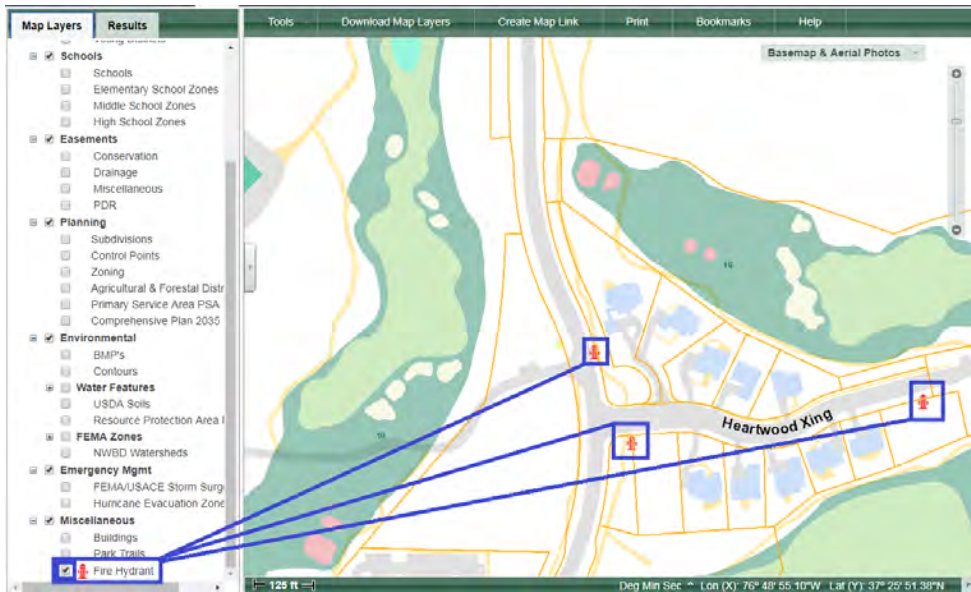 Map Layers
Results
Tools
Download Map Layers
Create Map Link
Print
Bookmarks
Help
Basemap & Aerial Photos
Voting Districts
Schools
Schools
Elementary School Zones
Middle School Zones
High School Zones
Easements
Conservation
Drainage
Miscellaneous
PDR
Planning
Subdivisions
Control Points
Zoning
Agricultural & Forestal Distr
Primary Service Area PSA
Comprehensive Plan 2035
Environmental
BMP's
Contours
Water Features
USDA Soils
Resource Protection Area
FEMA Zones
NWBD Watersheds
Emergency Mgmt
FEMA/USACE Storm Surg
Hurricane Evacuation Zone
Miscellaneous
Buildings
Park Trails
Fire Hydrant
Heartwood Xing
125 ft
Deg Min Sec ^ Lon (X): 76° 48' 55.10"W Lat (Y): 37° 25' 51.38"N